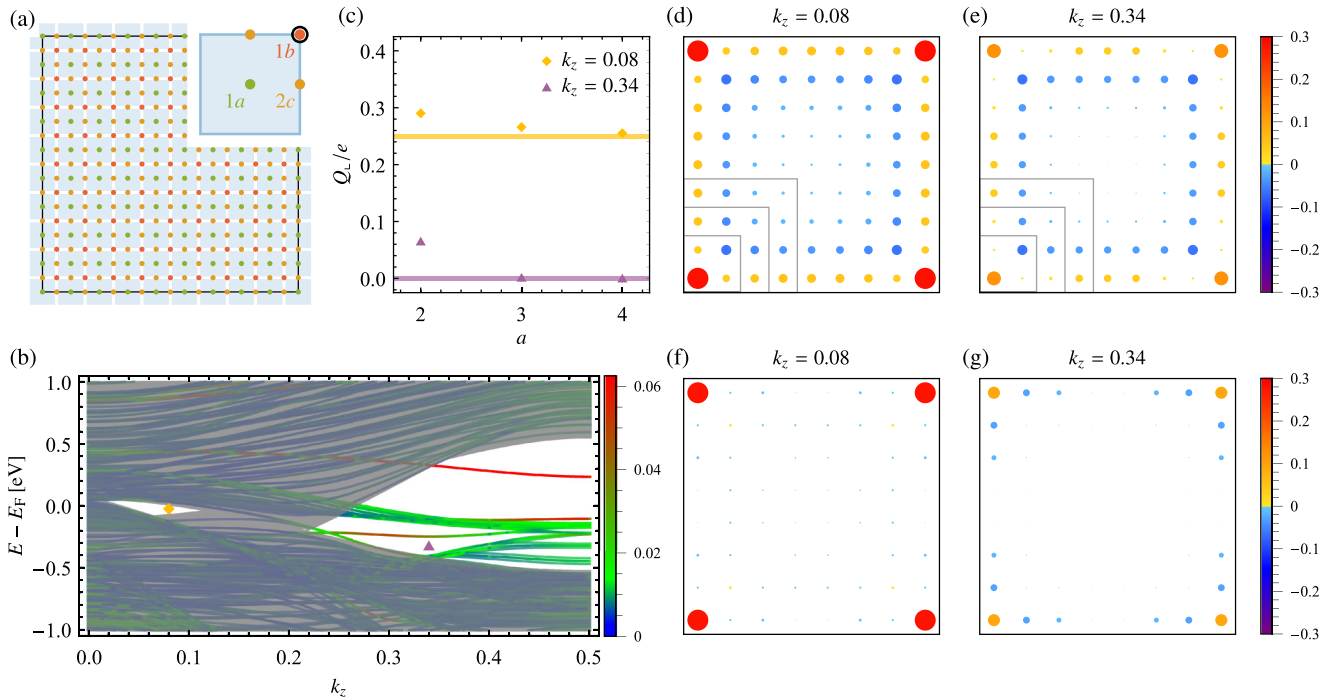 (a)
1b
1a
2c
(c)
0.4
0.3
0.2
0.1
0.0
Q⌞/e
k_z = 0.08
k_z = 0.34
2
3
4
a
(d)
k_z = 0.08
(e)
k_z = 0.34
0.3
0.2
0.1
0
−0.1
−0.2
−0.3
(b)
1.0
0.5
0.0
−0.5
−1.0
E − E_F [eV]
0.0
0.1
0.2
0.3
0.4
0.5
k_z
0.06
0.04
0.02
0
(f)
k_z = 0.08
(g)
k_z = 0.34
0.3
0.2
0.1
0
−0.1
−0.2
−0.3